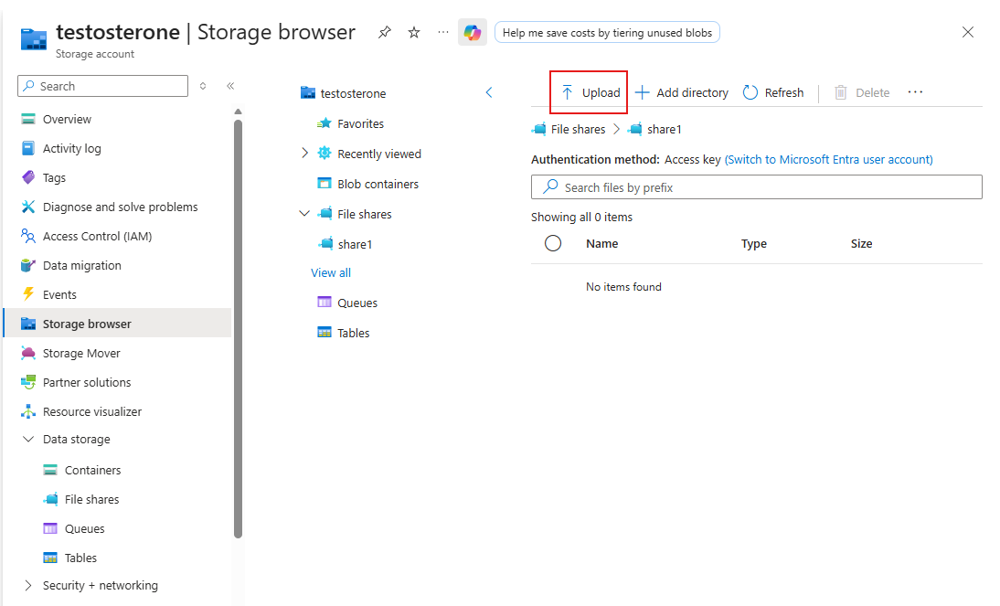 testosterone | Storage browser
Storage account
Help me save costs by tiering unused blobs
Search
Overview
Activity log
Tags
Diagnose and solve problems
Access Control (IAM)
Data migration
Events
Storage browser
Storage Mover
Partner solutions
Resource visualizer
Data storage
Containers
File shares
Queues
Tables
Security + networking
testosterone
Favorites
Recently viewed
Blob containers
File shares
share1
View all
Queues
Tables
Upload Add directory Refresh Delete
File shares share1
Authentication method: Access key (Switch to Microsoft Entra user account)
Search files by prefix
Showing all 0 items
Name Type Size
No items found